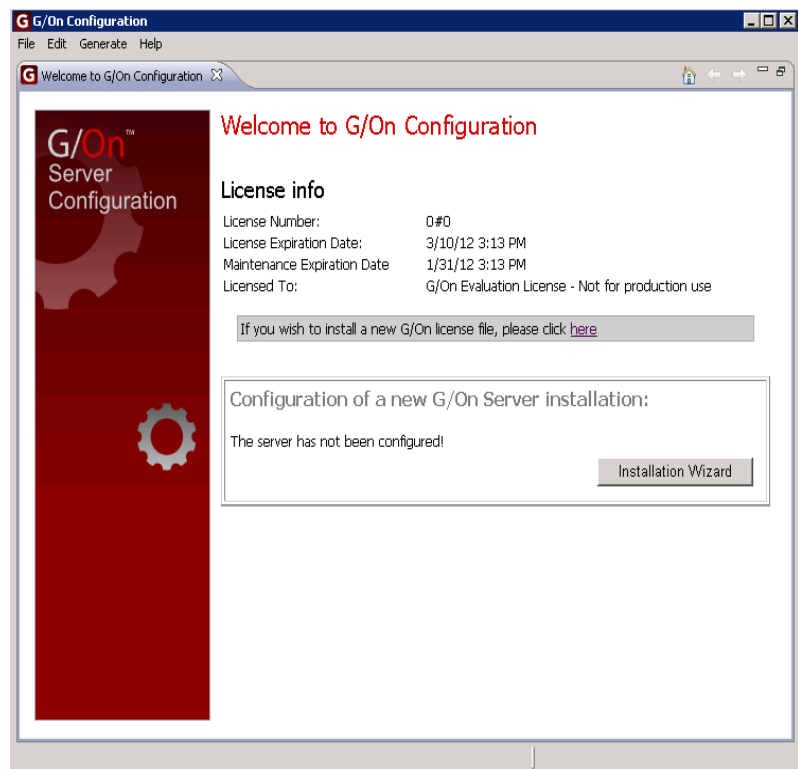 G/On Configuration
File Edit Generate Help
Welcome to G/On Configuration
G/On™
Server
Configuration
Welcome to G/On Configuration
License info
License Number: 0#0
License Expiration Date: 3/10/12 3:13 PM
Maintenance Expiration Date 1/31/12 3:13 PM
Licensed To: G/On Evaluation License - Not for production use
If you wish to install a new G/On license file, please click here
Configuration of a new G/On Server installation:
The server has not been configured!
Installation Wizard